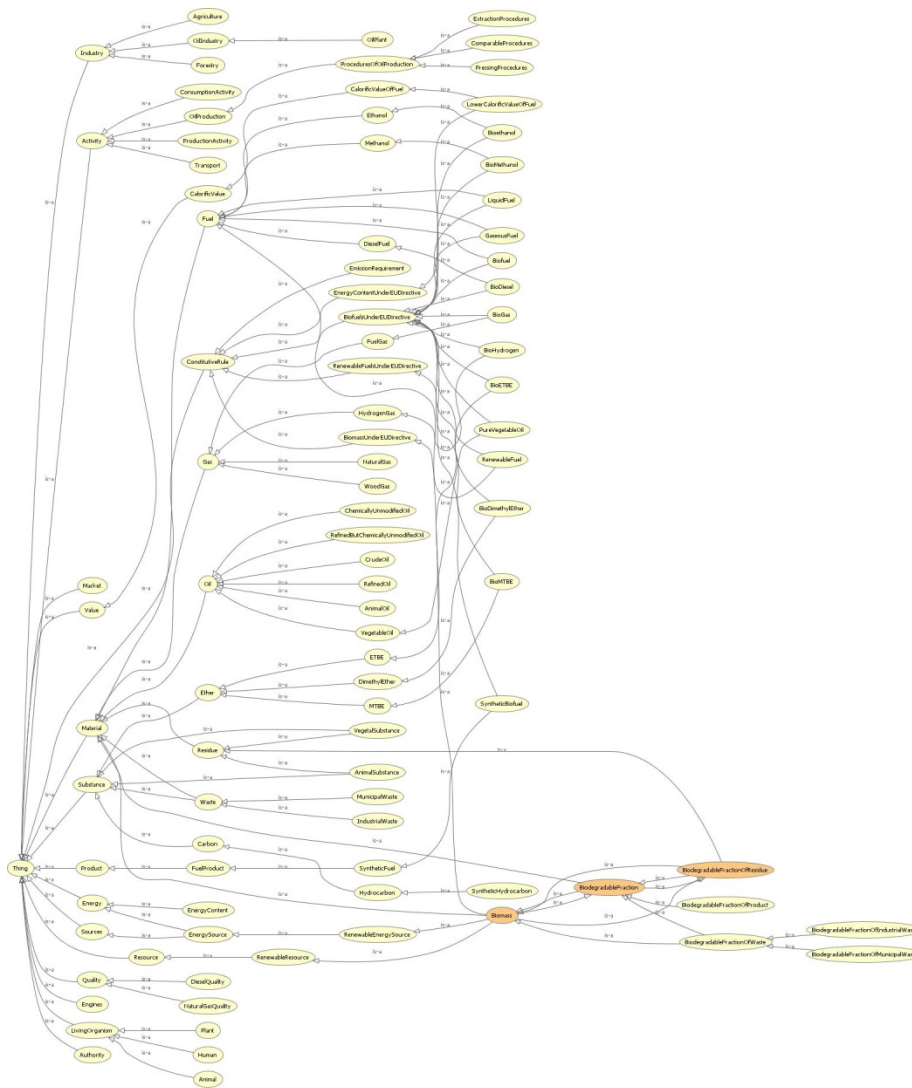 Agriculture
ExtractionProcedures
OilIndustry
OilPlant
ComparableProcedures
Industry
Forestry
ProceduresOfOilProduction
PressingProcedures
ConsumptionActivity
CalorificValueOfFuel
LowerCalorificValueOfFuel
OilProduction
Ethanol
Bioethanol
Activity
ProductionActivity
Methanol
BioMethanol
Transport
CalorificValue
LiquidFuel
Fuel
GaseousFuel
DieselFuel
Biofuel
EmissionRequirement
BioDiesel
EnergyContentUnderEUDirective
BiofuelsUnderEUDirective
BioGas
FuelGas
BioHydrogen
ConstitutiveRule
RenewableFuelsUnderEUDirective
BioETBE
HydrogenGas
PureVegetableOil
BiomassUnderEUDirective
Gas
NaturalGas
RenewableFuel
WoodGas
ChemicallyUnmodifiedOil
BioDimethylEther
RefinedButChemicallyUnmodifiedOil
CrudeOil
Market
Oil
RefinedOil
BioMTBE
Value
AnimalOil
VegetableOil
ETBE
Ether
DimethylEther
MTBE
SyntheticBiofuel
Material
VegetalSubstance
Residue
AnimalSubstance
Substance
Waste
MunicipalWaste
IndustrialWaste
Carbon
Thing
Product
FuelProduct
SyntheticFuel
BiodegradableFractionOfResidue
Hydrocarbon
SyntheticHydrocarbon
BiodegradableFraction
Energy
EnergyContent
BiodegradableFractionOfProduct
Biomass
Sources
EnergySource
RenewableEnergySource
BiodegradableFractionOfIndustrialWas
BiodegradableFractionOfWaste
Resource
RenewableResource
BiodegradableFractionOfMunicipalWas
Quality
DieselQuality
Engines
NaturalGasQuality
LivingOrganism
Plant
Authority
Human
Animal